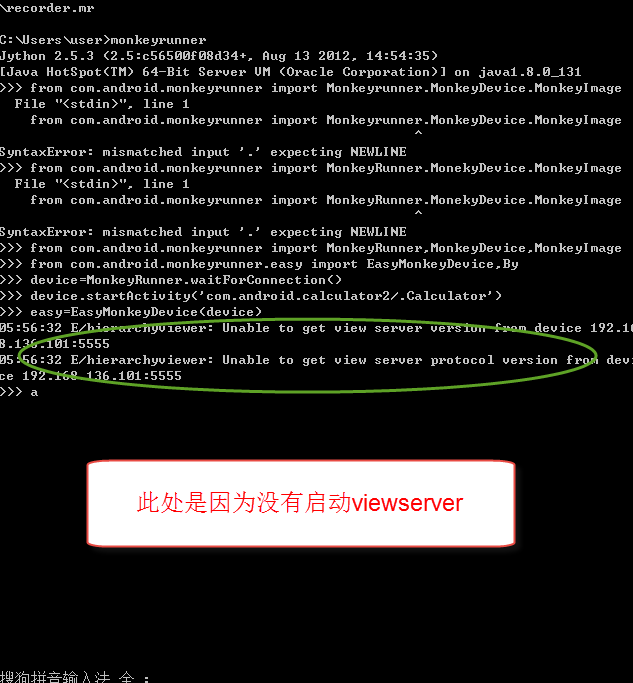 \recorder.mr
C:\Users\user>monkeyrunner
Jython 2.5.3 (2.5:c56500f08d34+, Aug 13 2012, 14:54:35)
[Java HotSpot(TM) 64-Bit Server VM (Oracle Corporation)] on java1.8.0_131
>>> from com.android.monkeyrunner import Monkeyrunner.MonekyDevice.MonkeyImage
  File "<stdin>", line 1
    from com.android.monkeyrunner import Monkeyrunner.MonekyDevice.MonkeyImage
                                                     ^
SyntaxError: mismatched input '.' expecting NEWLINE
>>> from com.android.monkeyrunner import MonkeyRunner.MonekyDevice.MonkeyImage
  File "<stdin>", line 1
    from com.android.monkeyrunner import MonkeyRunner.MonekyDevice.MonkeyImage
                                                     ^
SyntaxError: mismatched input '.' expecting NEWLINE
>>> from com.android.monkeyrunner import MonkeyRunner,MonkeyDevice,MonkeyImage
>>> from com.android.monkeyrunner.easy import EasyMonkeyDevice,By
>>> device=MonkeyRunner.waitForConnection()
>>> device.startActivity('com.android.calculator2/.Calculator')
>>> easy=EasyMonkeyDevice(device)
05:56:32 E/hierarchyviewer: Unable to get view server version from device 192.16
8.136.101:5555
05:56:32 E/hierarchyviewer: Unable to get view server protocol version from devi
ce 192.168.136.101:5555
>>> a
此处是因为没有启动viewserver
搜狗拼音输入法 全 :